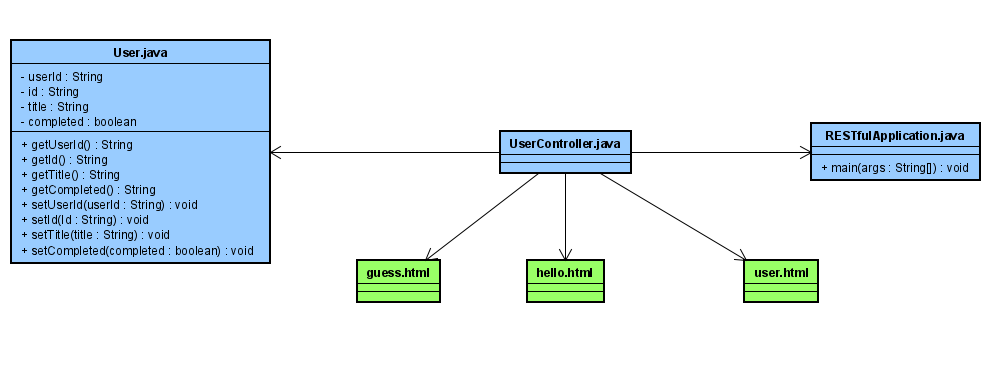 User.java
- userId : String
- id : String
- title : String
- completed : boolean
+ getUserId() : String
+ getId() : String
+ getTitle() : String
+ getCompleted() : String
+ setUserId(userId : String) : void
+ setId(Id : String) : void
+ setTitle(title : String) : void
+ setCompleted(completed : boolean) : void
UserController.java
RESTfulApplication.java
+ main(args : String[]) : void
guess.html
hello.html
user.html